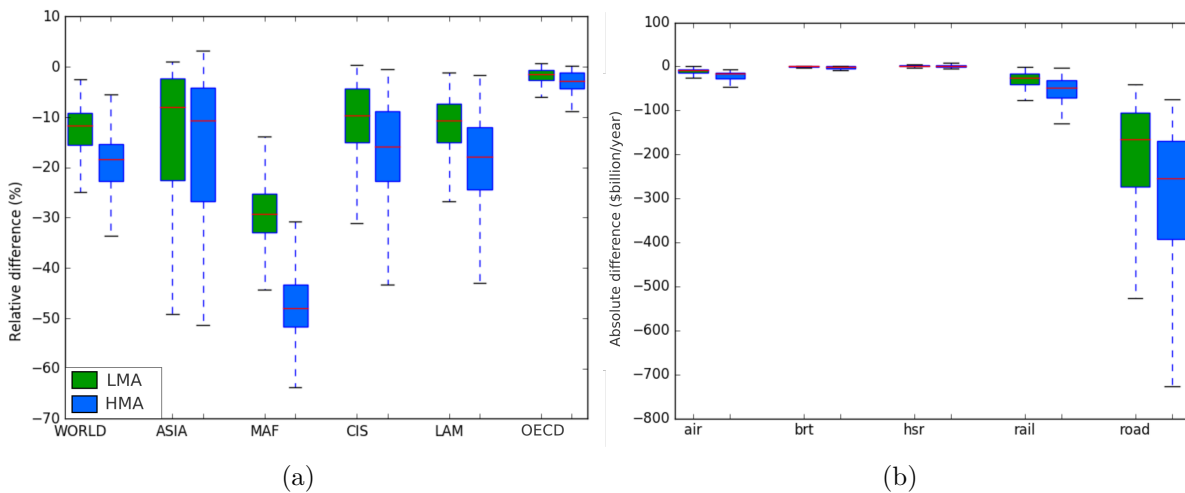 10
0
−10
−20
−30
−40
−50
−60
−70
Relative difference (%)
LMA
HMA
WORLD ASIA MAF CIS LAM OECD
(a)
100
0
−100
−200
−300
−400
−500
−600
−700
−800
Absolute difference ($billion/year)
air brt hsr rail road
(b)